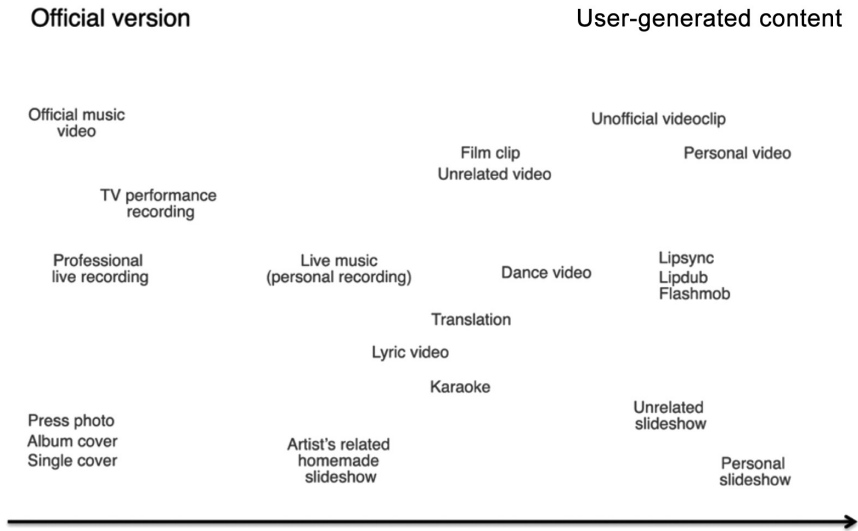 Official version
User-generated content
Official music
video
Unofficial videoclip
Film clip
Personal video
Unrelated video
TV performance
recording
Professional
live recording
Live music
(personal recording)
Dance video
Lipsync
Lipdub
Flashmob
Translation
Lyric video
Karaoke
Unrelated
slideshow
Press photo
Album cover
Single cover
Artist's related
homemade
slideshow
Personal
slideshow